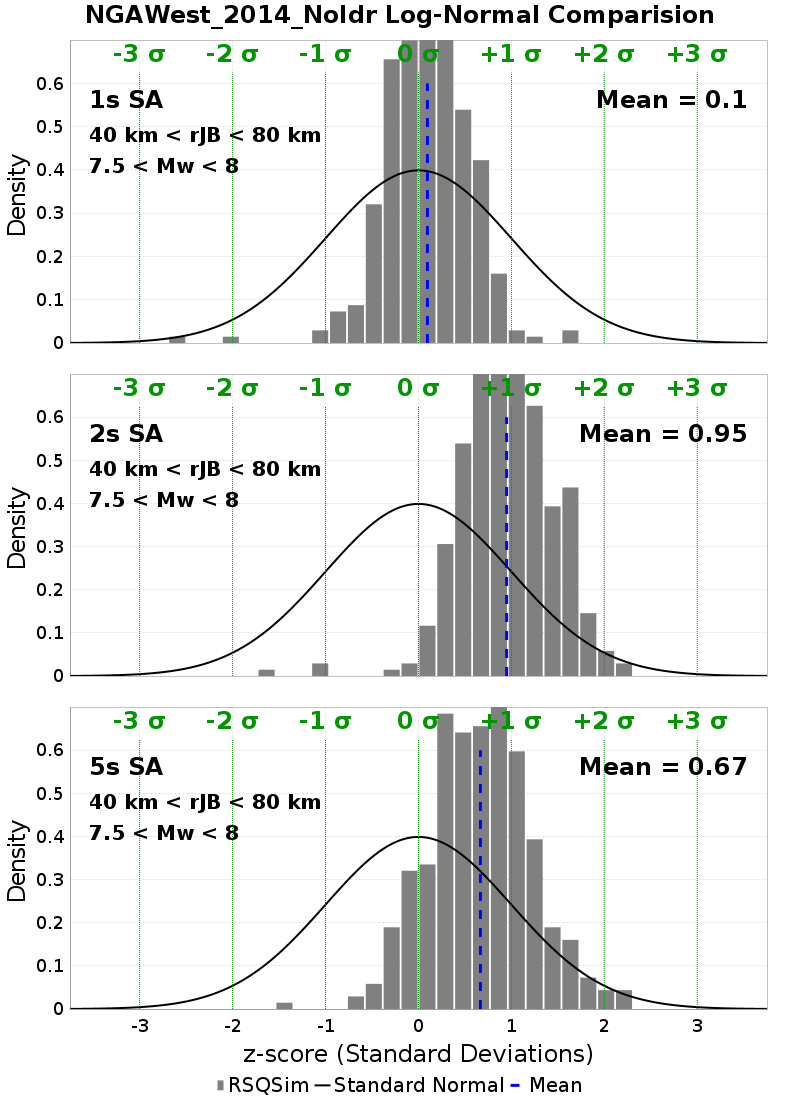 NGAWest_2014_NoIdr Log-Normal Comparision
-3 σ -2 σ -1 σ 0 σ +1 σ +2 σ +3 σ
1s SA
Mean = 0.1
40 km < rJB < 80 km
7.5 < Mw < 8
Density
0.6
0.5
0.4
0.3
0.2
0.1
0
-3 σ -2 σ -1 σ 0 σ +1 σ +2 σ +3 σ
2s SA
Mean = 0.95
40 km < rJB < 80 km
7.5 < Mw < 8
Density
0.6
0.5
0.4
0.3
0.2
0.1
0
-3 σ -2 σ -1 σ 0 σ +1 σ +2 σ +3 σ
5s SA
Mean = 0.67
40 km < rJB < 80 km
7.5 < Mw < 8
Density
0.6
0.5
0.4
0.3
0.2
0.1
0
-3 -2 -1 0 1 2 3
z-score (Standard Deviations)
RSQSim Standard Normal Mean